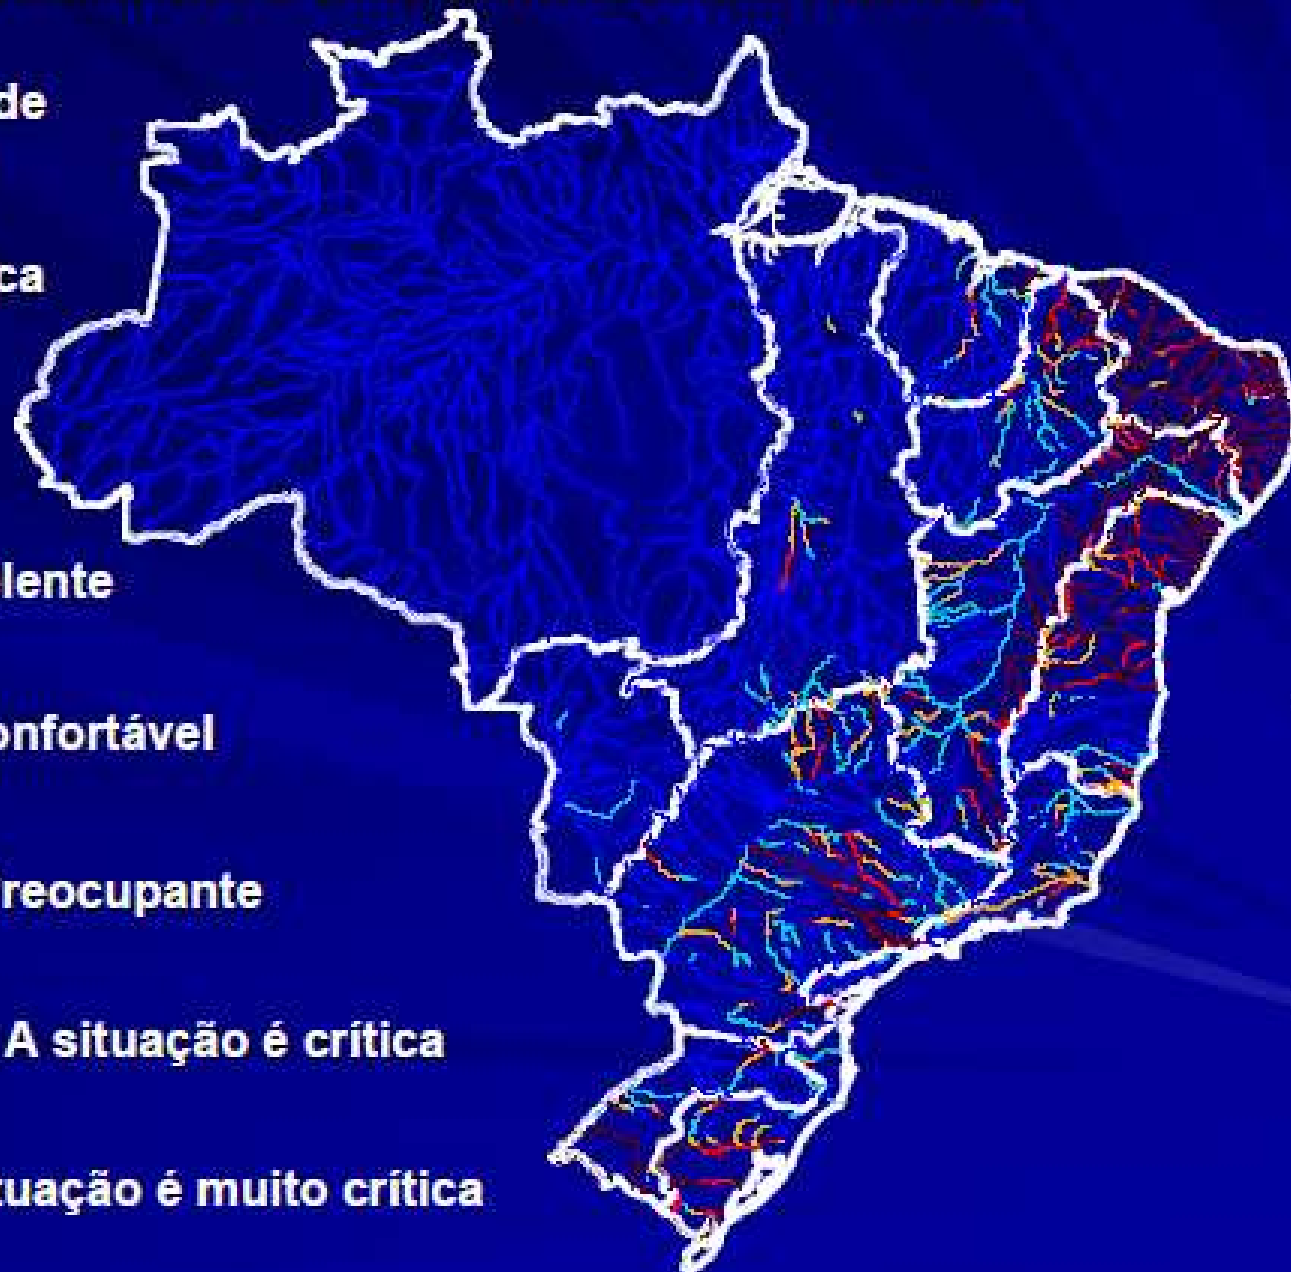 de
ca
lente
onfortável
reocupante
A situação é crítica
tuação é muito crítica